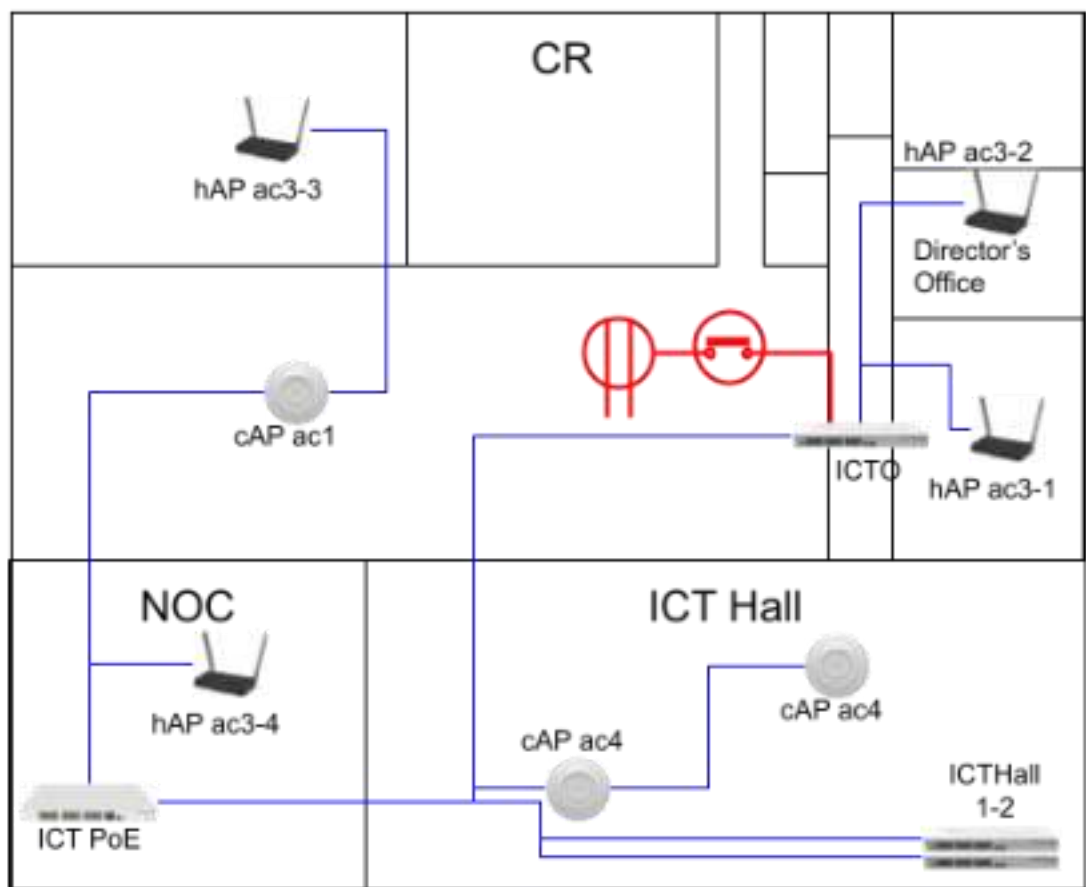 CR
hAP ac3-3
hAP ac3-2
Director's
Office
cAP ac1
ICTO
hAP ac3-1
NOC
ICT Hall
hAP ac3-4
cAP ac4
cAP ac4
ICTHall
1-2
ICT PoE